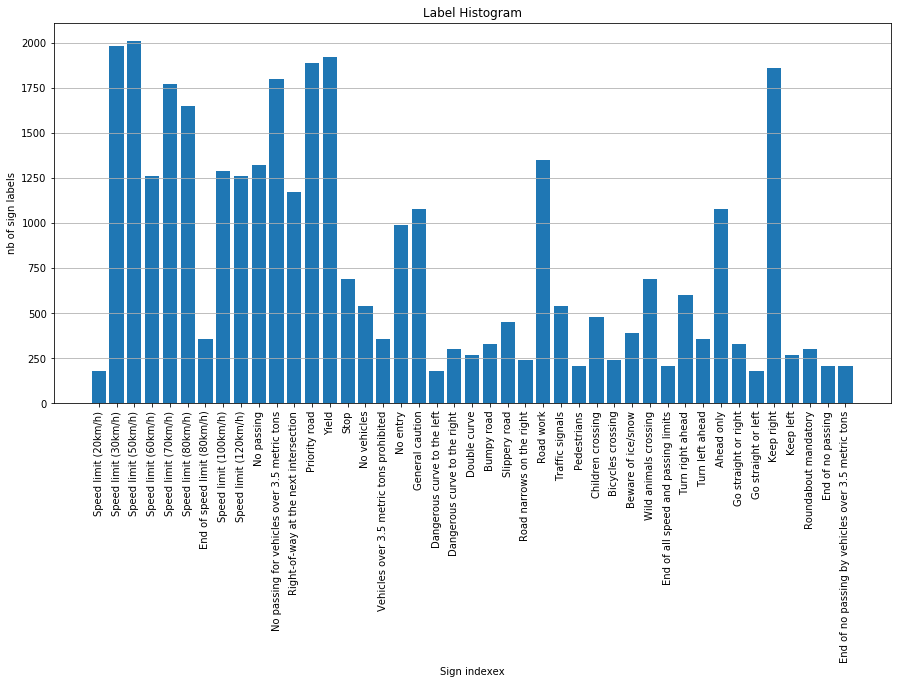 Label Histogram
nb of sign labels
2000
1750
1500
1250
1000
750
500
250
0
Speed limit (20km/h)
Speed limit (30km/h)
Speed limit (50km/h)
Speed limit (60km/h)
Speed limit (70km/h)
Speed limit (800km/h)
End of speed limit (800km/h)
Speed limit (100km/h)
Speed limit (120km/h)
No passing
No passing for vehicles over 3.5 metric tons
Right-of-way at the next intersection
Priority road
Yield
Stop
No vehicles
Vehicles over 3.5 metric tons prohibited
No entry
General caution
Dangerous curve to the left
Dangerous curve to the right
Double curve
Bumpy road
Slippery road
Road narrows on the right
Road work
Traffic signals
Pedestrians
Children crossing
Bicycles crossing
Beware of ice/snow
Wild animals crossing
End of all speed and passing limits
Turn right ahead
Turn left ahead
Ahead only
Go straight or right
Go straight or left
Keep right
Keep left
Roundabout mandatory
End of no passing
End of no passing by vehicles over 3.5 metric tons
Sign indexex